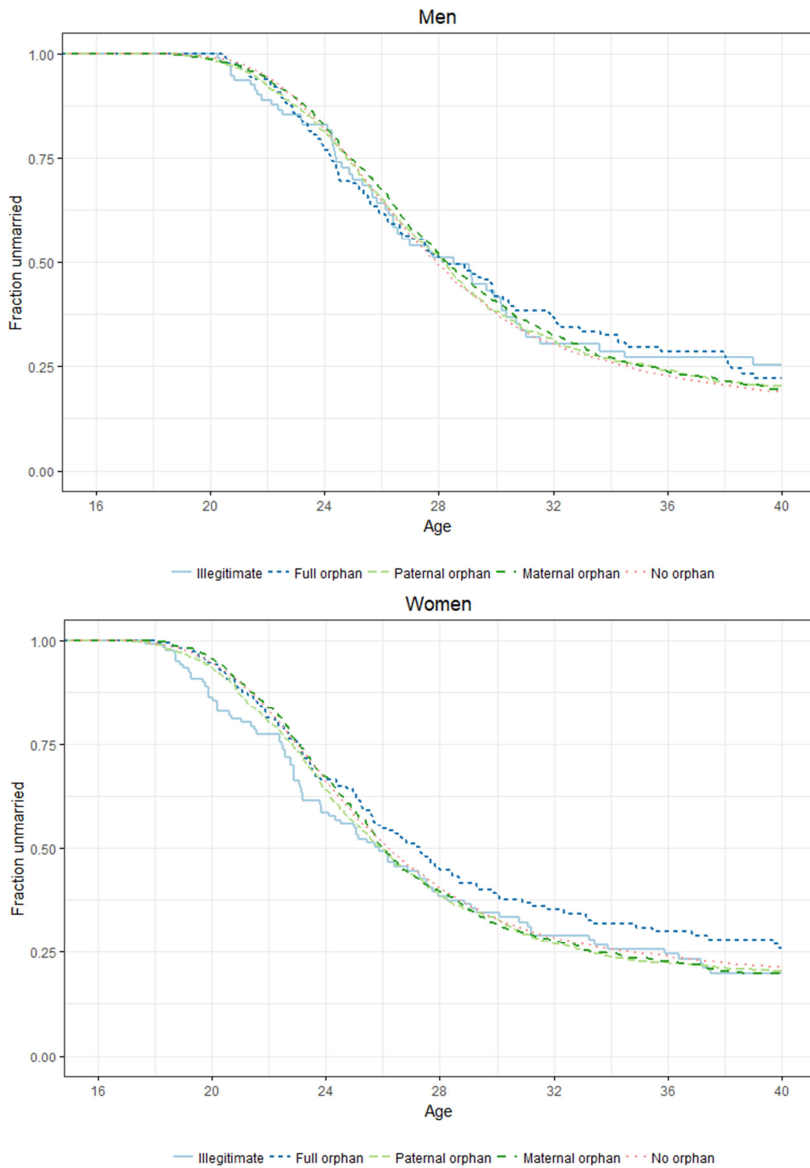 Men
1.00
0.75
0.50
0.25
0.00
Fraction unmarried
16 20 24 28 32 36 40
Age
Illegitimate Full orphan Paternal orphan Maternal orphan No orphan
Women
1.00
0.75
0.50
0.25
0.00
Fraction unmarried
16 20 24 28 32 36 40
Age
Illegitimate Full orphan Paternal orphan Maternal orphan No orphan